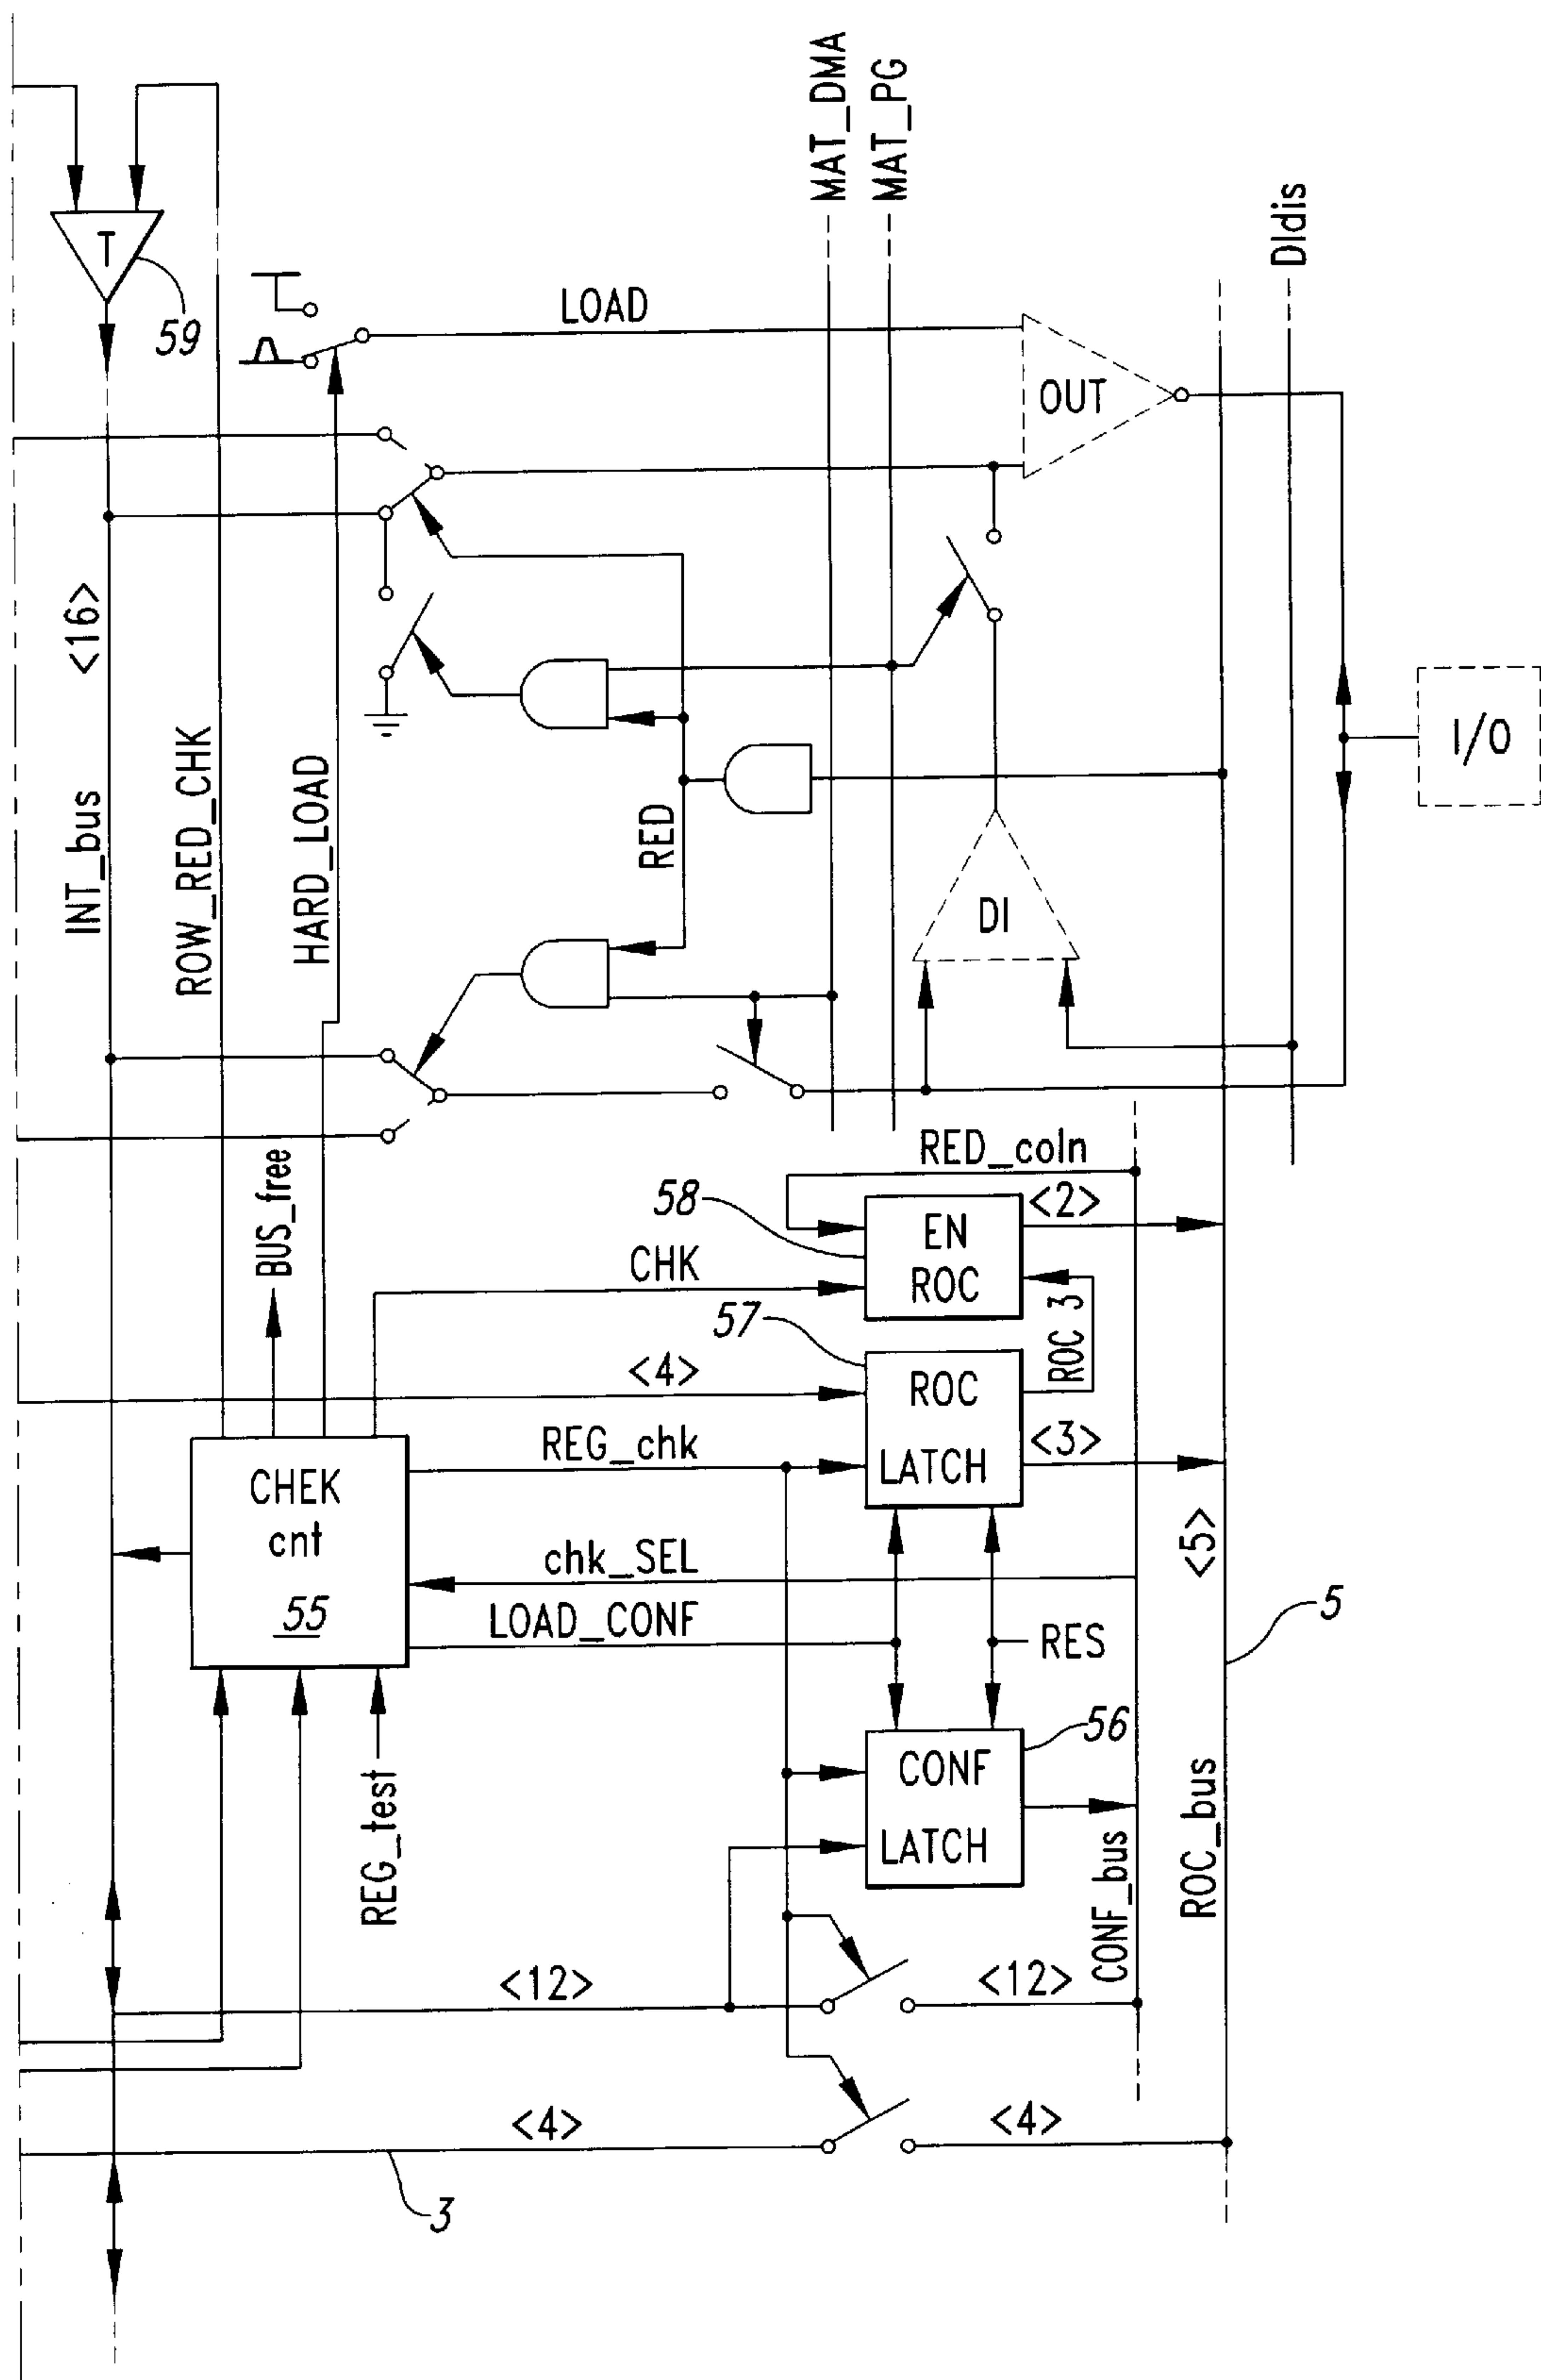 MAT_DMA
MAT_PG
T
59
DIdis
LOAD
OUT
<16>
INT_bus
ROW_RED_CHK
HARD_LOAD
RED
I/O
DI
RED_coIn
58
<2>
BUS_free
CHK
EN
ROC
57
<4>
ROC 3
ROC
LATCH
<3>
REG_chk
CHEK
cnt
55
chk_SEL
<5>
5
LOAD_CONF
RES
56
CONF
LATCH
REG_test
CONF_bus
ROC_bus
<12>
<12>
<4>
<4>
3